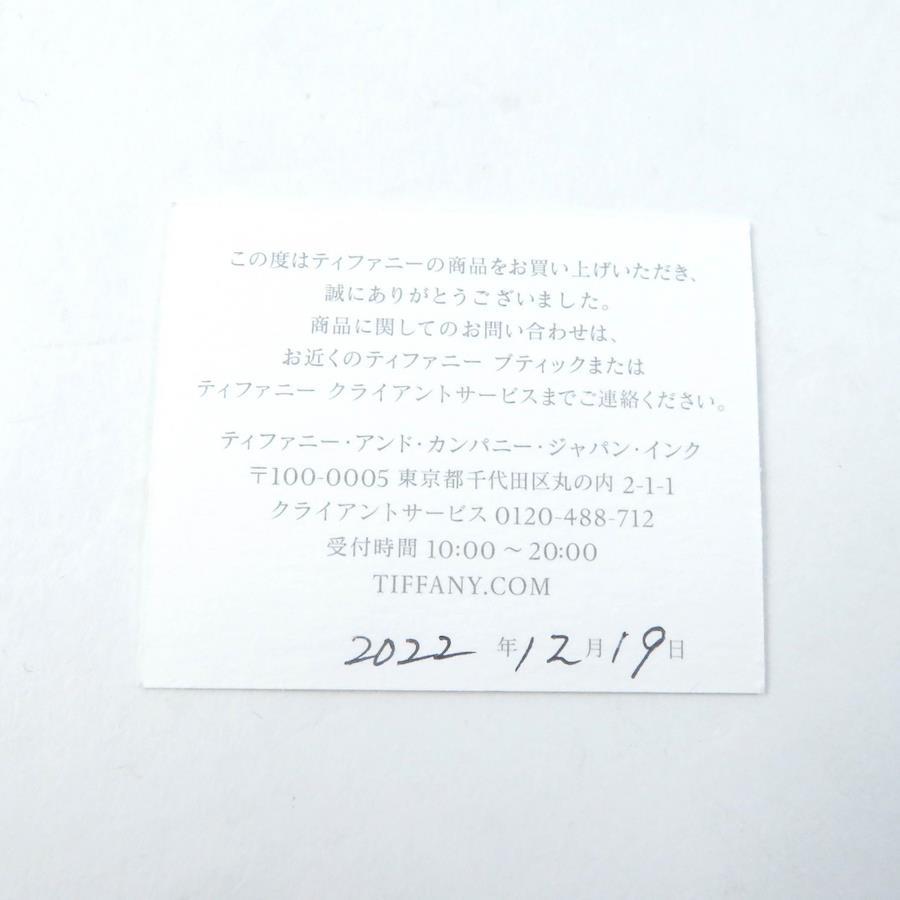 この度はティファニーの商品をお買い上げいただき、
誠にありがとうございました。
商品に関してのお問い合わせは、
お近くのティファニー ブティックまたは
ティファニー クライアントサービスまでご連絡ください。
ティファニー・アンド・カンパニー・ジャパン・インク
〒100-0005 東京都千代田区丸の内 2-1-1
クライアントサービス 0120-488-712
受付時間 10:00 〜 20:00
TIFFANY.COM
2022 年 12 月 19 日